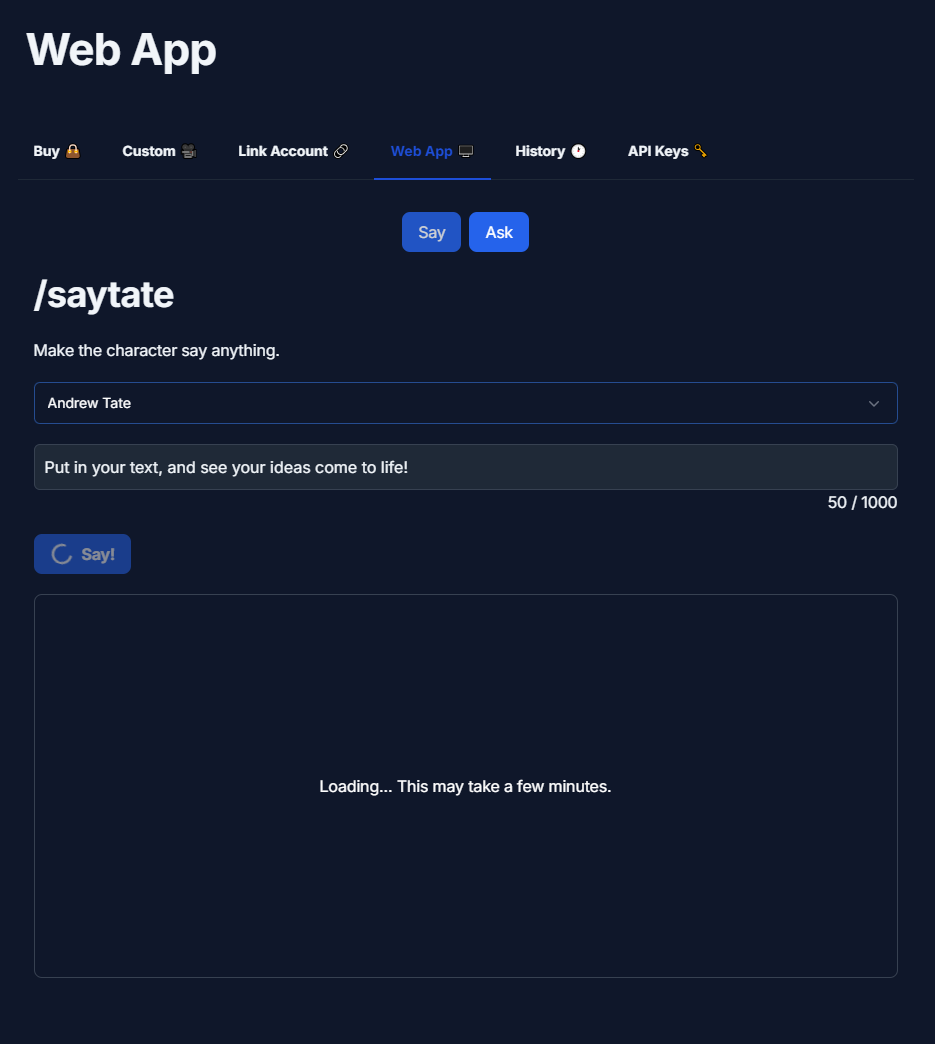 Web App
Buy Custom Link Account Web App History API Keys
Say Ask
/saytate
Make the character say anything.
Andrew Tate
Put in your text, and see your ideas come to life!
50 / 1000
Say!
Loading... This may take a few minutes.